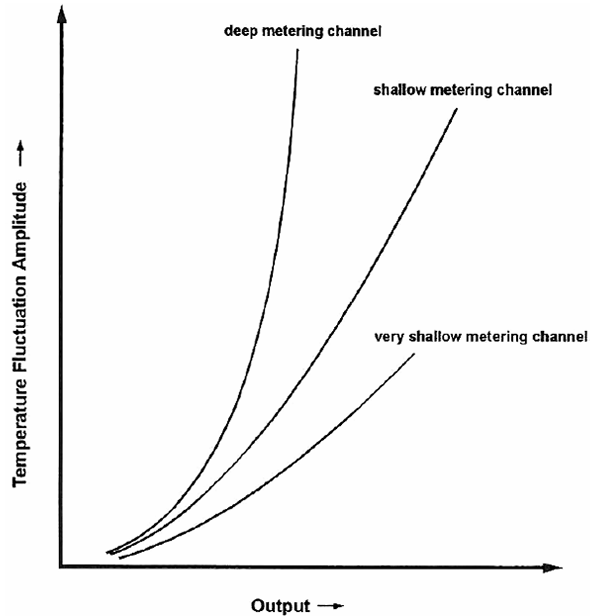 deep metering channel
shallow metering channel
very shallow metering channel
Temperature Fluctuation Amplitude
Output